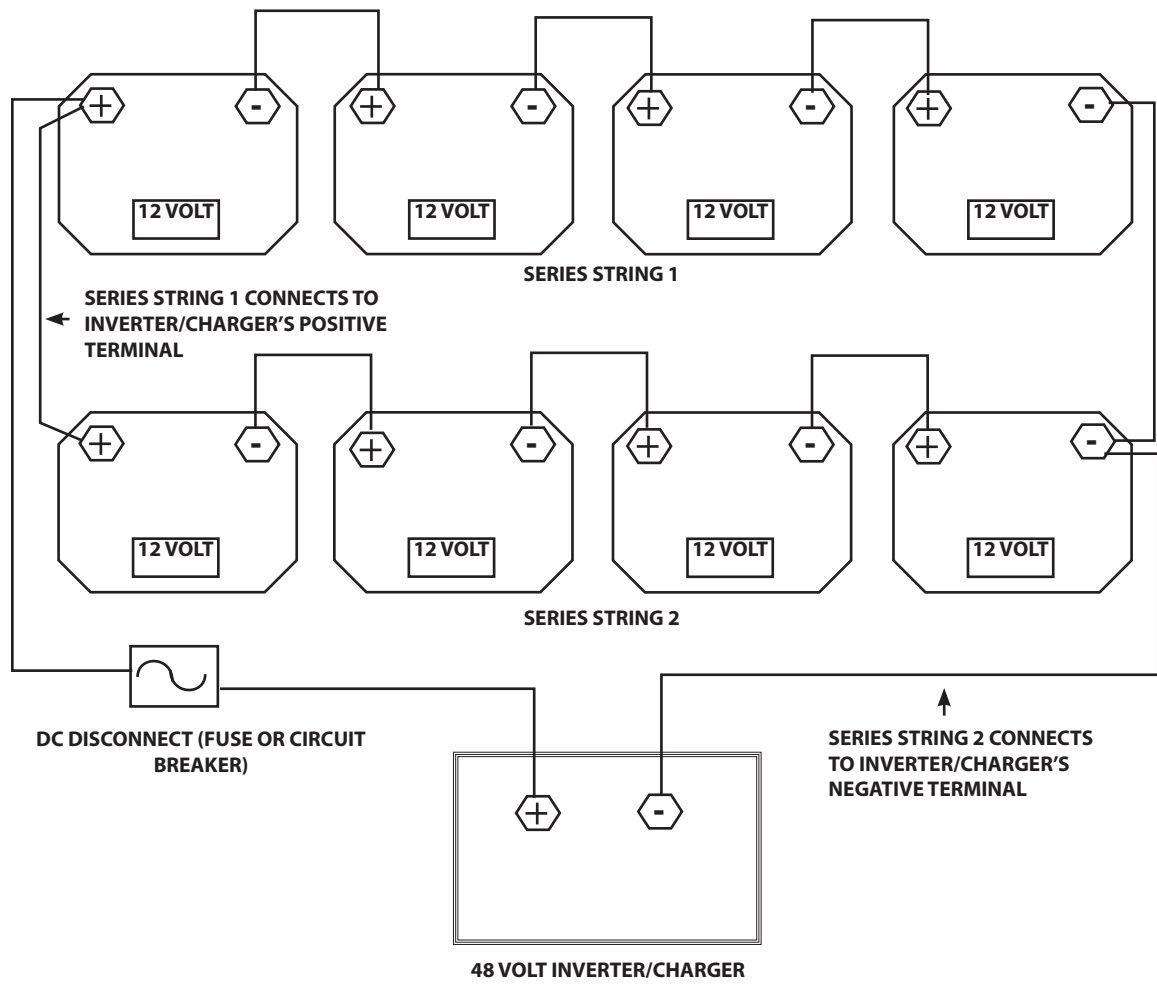 + - + - + - + -
12 VOLT 12 VOLT 12 VOLT 12 VOLT
SERIES STRING 1
SERIES STRING 1 CONNECTS TO
INVERTER/CHARGER’S POSITIVE
TERMINAL
+ - + - + - + -
12 VOLT 12 VOLT 12 VOLT 12 VOLT
SERIES STRING 2
DC DISCONNECT (FUSE OR CIRCUIT
BREAKER)
SERIES STRING 2 CONNECTS
TO INVERTER/CHARGER’S
NEGATIVE TERMINAL
+ -
48 VOLT INVERTER/CHARGER